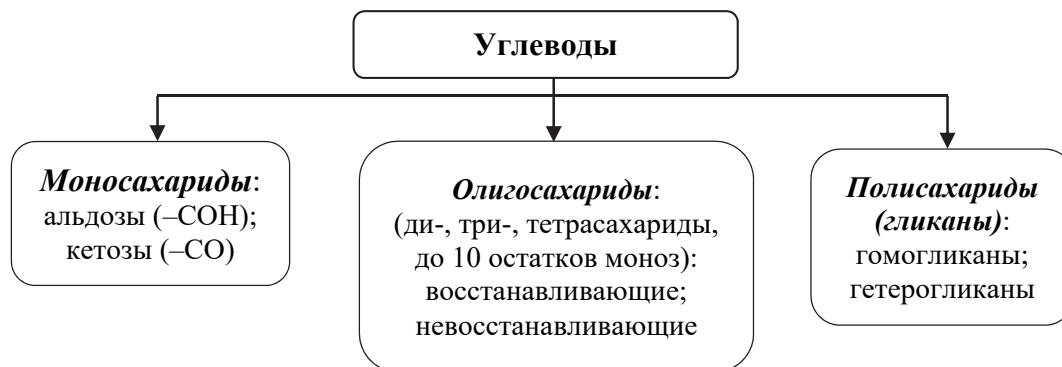 Углеводы
Моносахариды:
альдозы (–СОН);
кетозы (–СО)
Олигосахариды:
(ди-, три-, тетрасахариды,
до 10 остатков моноз):
восстанавливающие;
невосстанавливающие
Полисахариды
(гликаны):
гомогликаны;
гетерогликаны